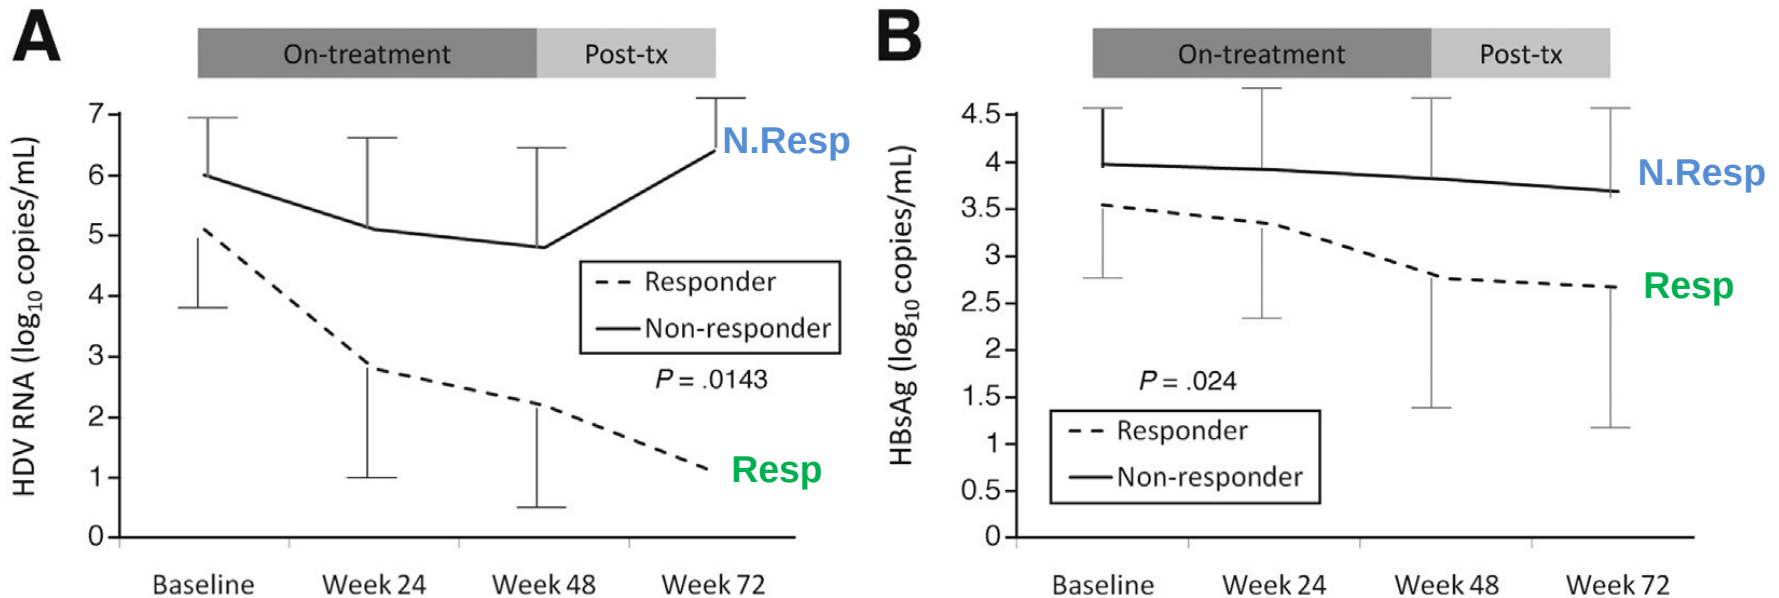 A
On-treatment
Post-tx
HDV RNA (log10 copies/mL)
7
6
5
4
3
2
1
0
N.Resp
Responder
Non-responder
P = .0143
Resp
Baseline
Week 24
Week 48
Week 72
B
On-treatment
Post-tx
HBsAg (log10 copies/mL)
4.5
4
3.5
3
2.5
2
1.5
1
0.5
0
N.Resp
Resp
P = .024
Responder
Non-responder
Baseline
Week 24
Week 48
Week 72